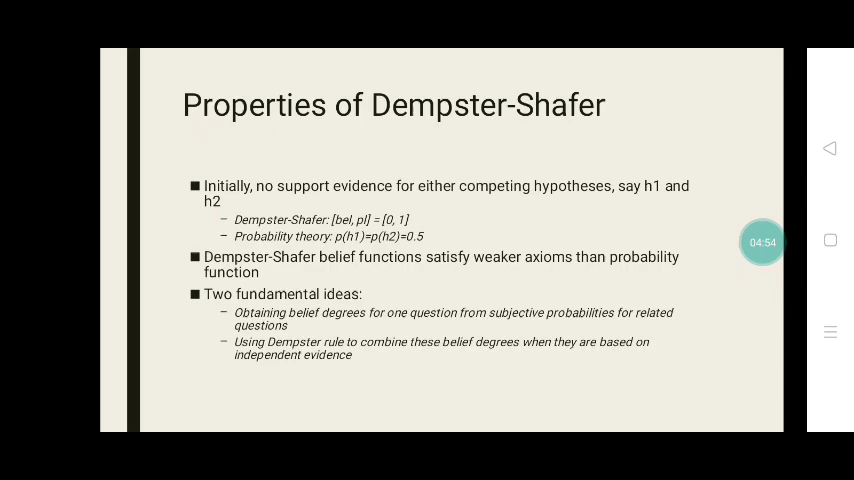 Properties of Dempster-Shafer
■ Initially, no support evidence for either competing hypotheses, say h1 and
h2
– Dempster-Shafer: [bel, pl] = [0, 1]
– Probability theory: p(h1)=p(h2)=0.5
■ Dempster-Shafer belief functions satisfy weaker axioms than probability
function
■ Two fundamental ideas:
– Obtaining belief degrees for one question from subjective probabilities for related
questions
– Using Dempster rule to combine these belief degrees when they are based on
independent evidence
04:54